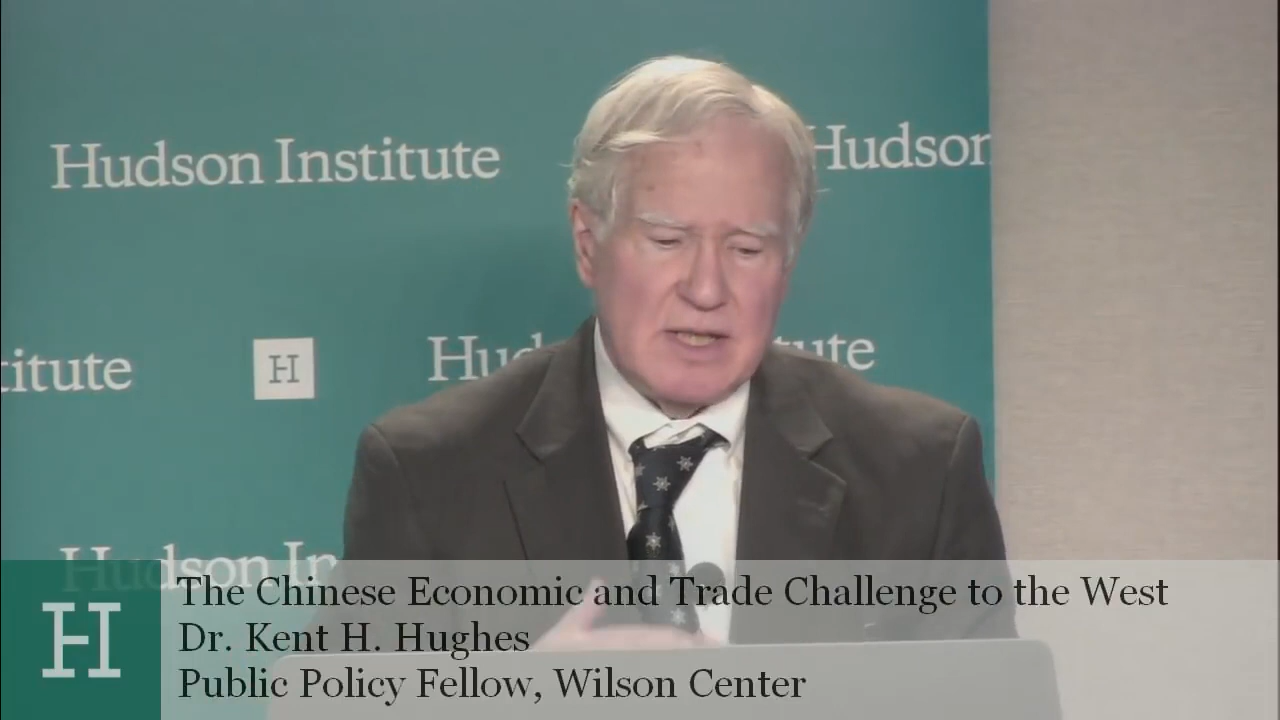 Hudson Institute
Hudson
titute
H
Hud
tute
Hudson In
H
The Chinese Economic and Trade Challenge to the West
Dr. Kent H. Hughes
Public Policy Fellow, Wilson Center